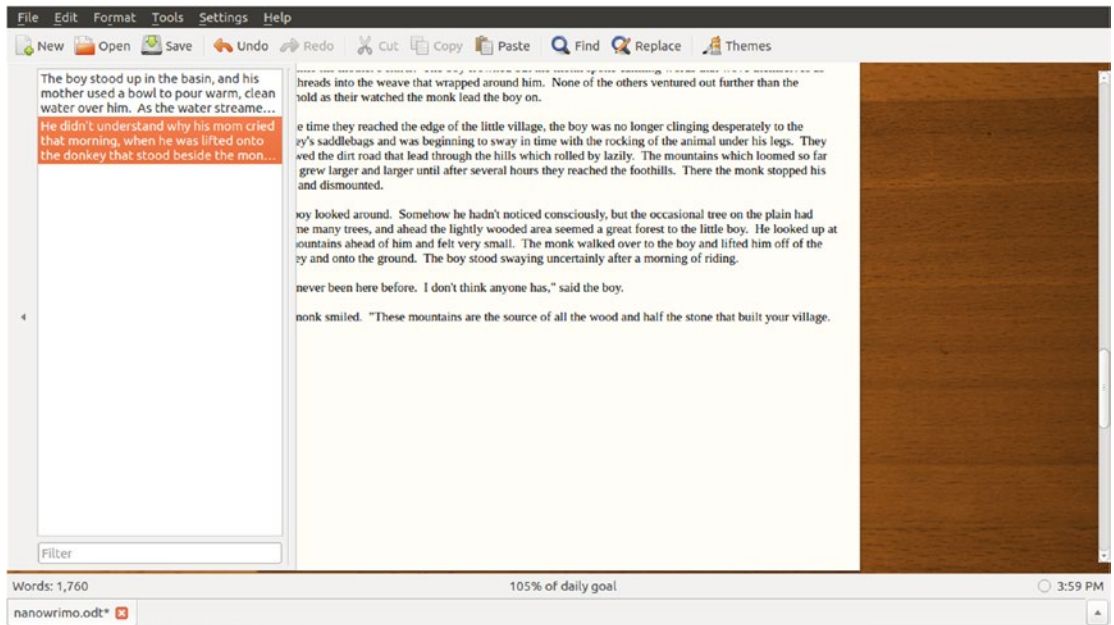 File Edit Format Tools Settings Help
New Open Save Undo Redo Cut Copy Paste Find Replace Themes
The boy stood up in the basin, and his
mother used a bowl to pour warm, clean
water over him. As the water streame...
He didn't understand why his mom cried
that morning, when he was lifted onto
the donkey that stood beside the mon...
hreads into the weave that wrapped around him. None of the others ventured out further than the
hold as their watched the monk lead the boy on.
e time they reached the edge of the little village, the boy was no longer clinging desperately to the
ey's saddlebags and was beginning to sway in time with the rocking of the animal under his legs. They
wed the dirt road that lead through the hills which rolled by lazily. The mountains which loomed so far
grew larger and larger until after several hours they reached the foothills. There the monk stopped his
and dismounted.
boy looked around. Somehow he hadn't noticed consciously, but the occasional tree on the plain had
me many trees, and ahead the lightly wooded area seemed a great forest to the little boy. He looked up at
ountains ahead of him and felt very small. The monk walked over to the boy and lifted him off of the
ey and onto the ground. The boy stood swaying uncertainly after a morning of riding.
never been here before. I don't think anyone has," said the boy.
monk smiled. "These mountains are the source of all the wood and half the stone that built your village.
Filter
Words: 1,760 105% of daily goal 3:59 PM
nanowrimo.odt*